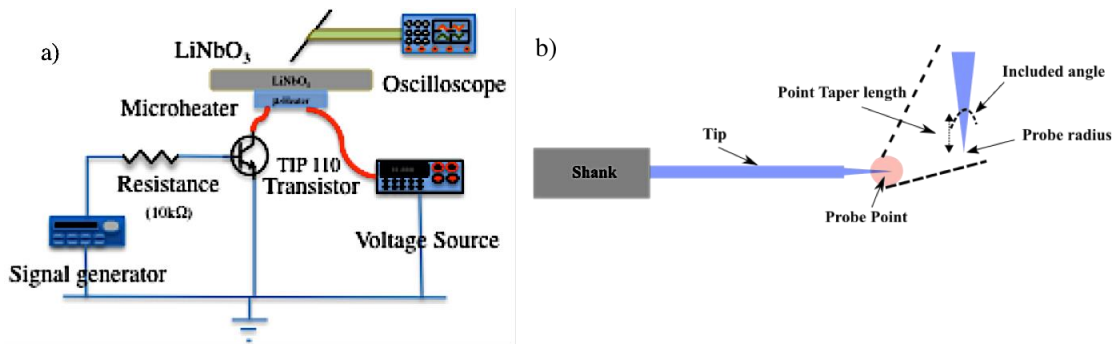 a)
LiNbO₃
LiNbO₃
Oscilloscope
Microheater
μHeater
TIP 110
Transistor
Resistance
(10kΩ)
Voltage Source
Signal generator
b)
Included angle
Point Taper length
Probe radius
Tip
Shank
Probe Point